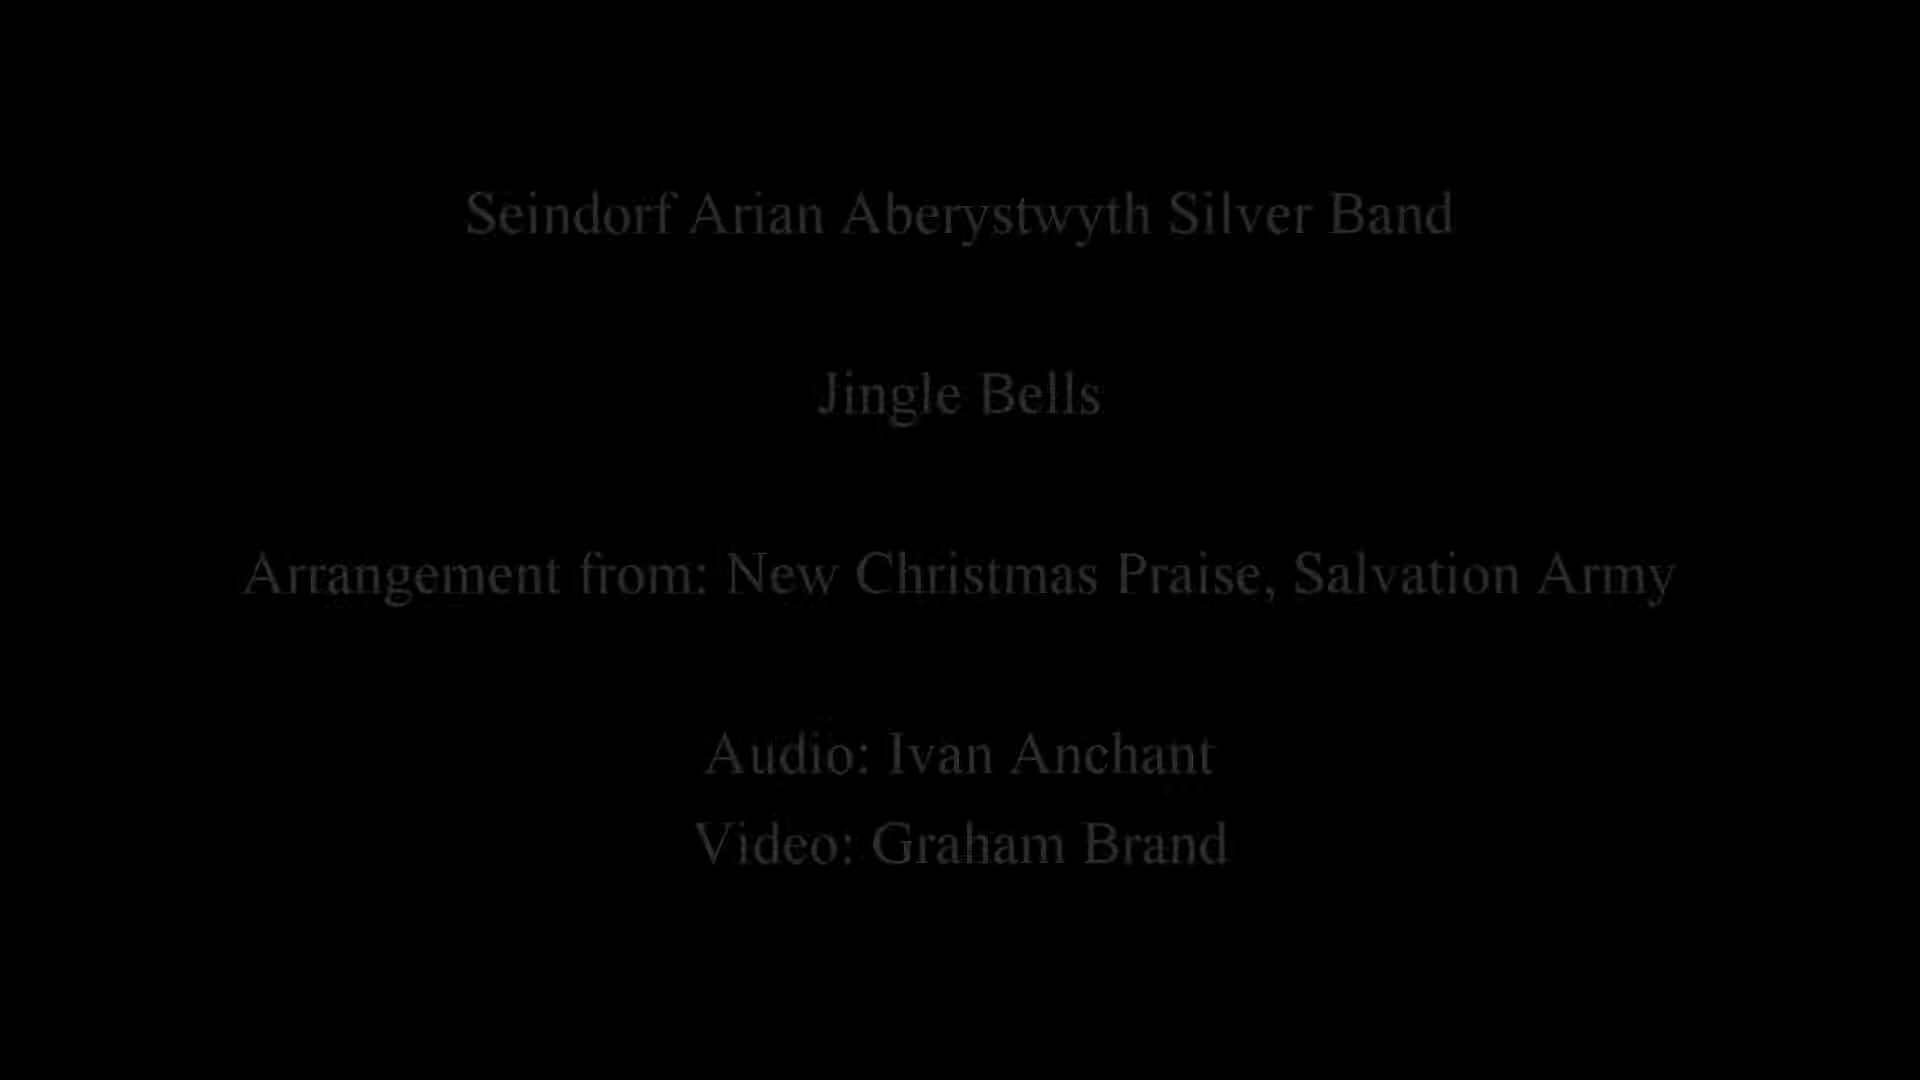 Seindorf Arian Aberystwyth Silver Band
Jingle Bells
Arrangement from: New Christmas Praise, Salvation Army
Audio: Ivan Anchant
Video: Graham Brand